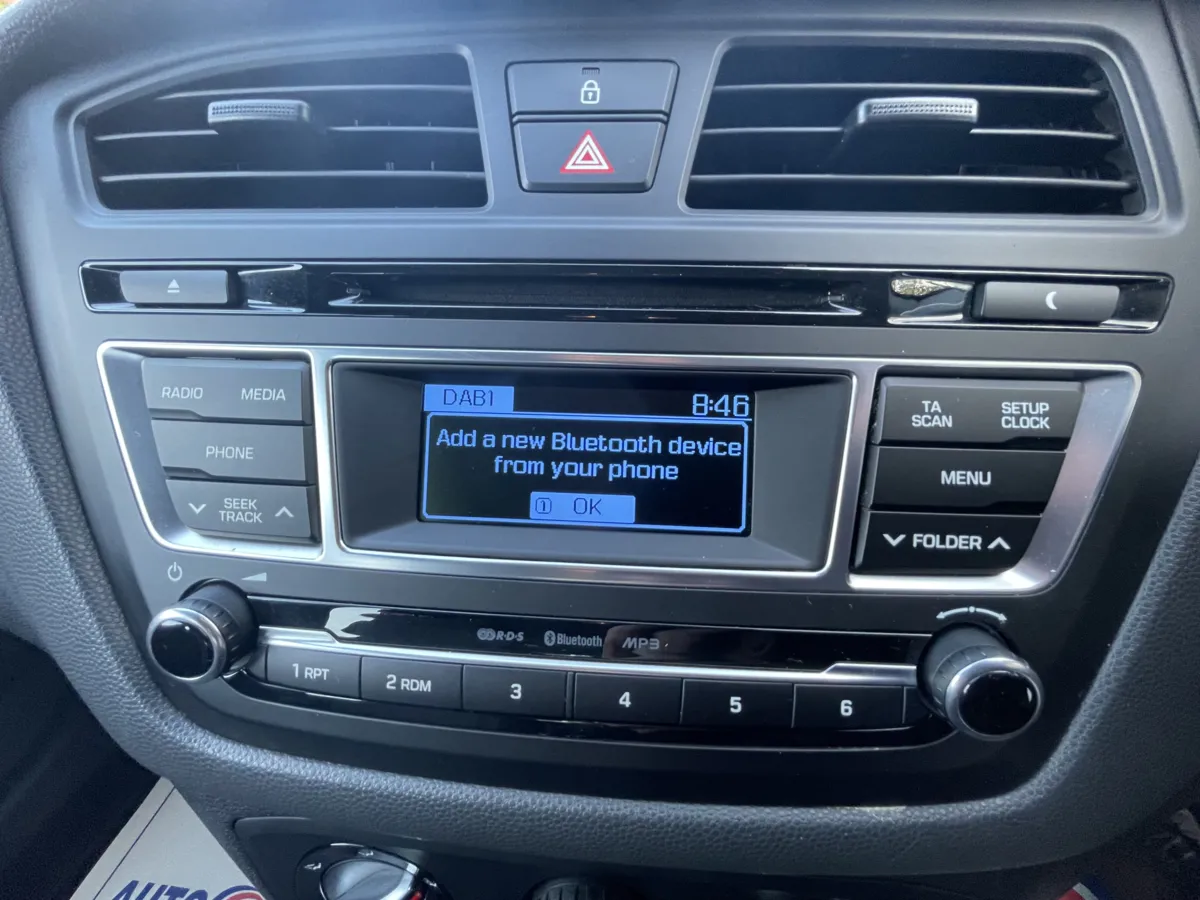 RADIO MEDIA
PHONE
SEEK
TRACK
DAB1 8:46
Add a new Bluetooth device
from your phone
1 OK
TA
SCAN
SETUP
CLOCK
MENU
FOLDER
R·D·S Bluetooth MP3
1 RPT 2 RDM 3 4 5 6
AUTO